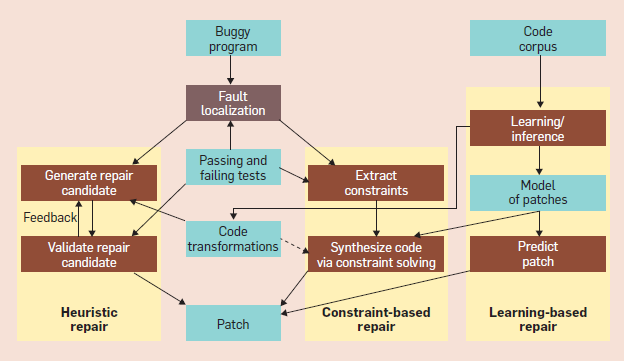 Buggy
program
Code
corpus
Fault
localization
Learning/
inference
Passing and
failing tests
Generate repair
candidate
Extract
constraints
Model
of patches
Feedback
Code
transformations
Validate repair
candidate
Synthesize code
via constraint solving
Predict
patch
Heuristic
repair
Patch
Constraint-based
repair
Learning-based
repair